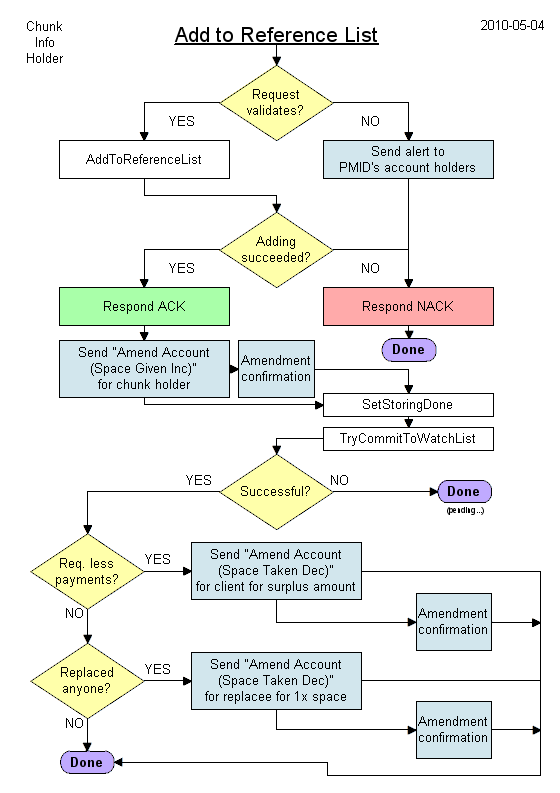 Chunk
Info
Holder
Add to Reference List
2010-05-04
Request
validates?
YES
NO
AddToReferenceList
Send alert to
PMID's account holders
Adding
succeeded?
YES
NO
Respond ACK
Respond NACK
Done
Send "Amend Account
(Space Given Inc)"
for chunk holder
Amendment
confirmation
SetStoringDone
TryCommitToWatchList
Successful?
YES
NO
Done
(pending...)
Req. less
payments?
YES
NO
Send "Amend Account
(Space Taken Dec)"
for client for surplus amount
Amendment
confirmation
Replaced
anyone?
YES
NO
Send "Amend Account
(Space Taken Dec)"
for replacee for 1x space
Amendment
confirmation
Done